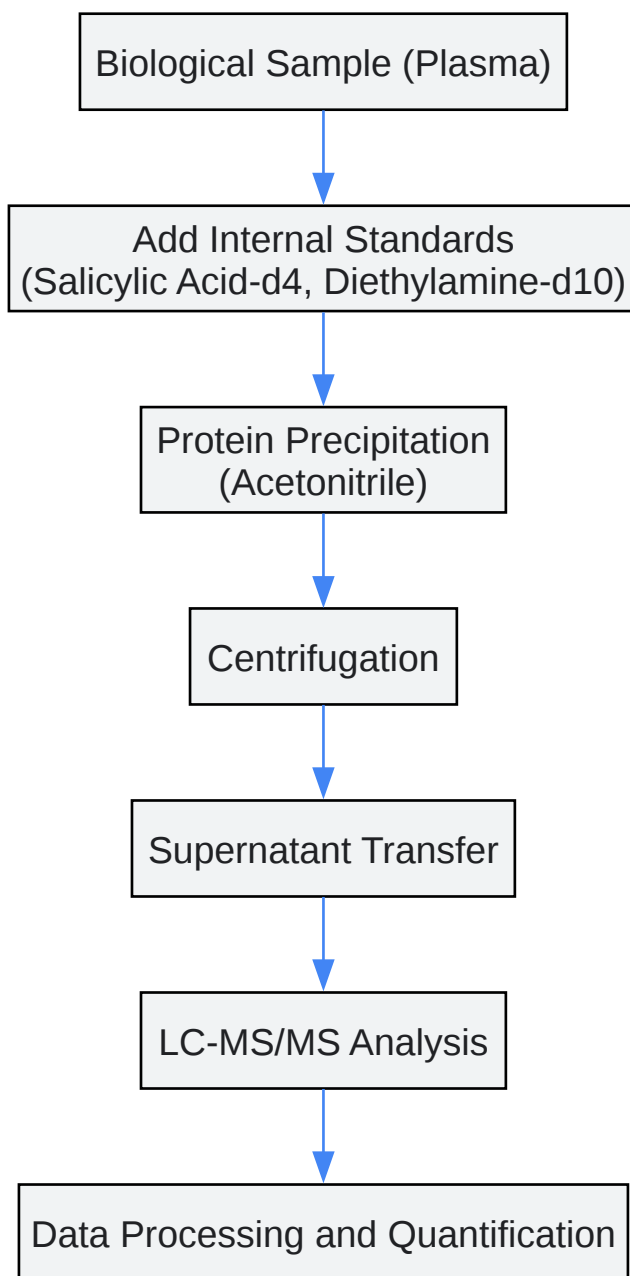 Biological Sample (Plasma)
Add Internal Standards
(Salicylic Acid-d4, Diethylamine-d10)
Protein Precipitation
(Acetonitrile)
Centrifugation
Supernatant Transfer
LC-MS/MS Analysis
Data Processing and Quantification